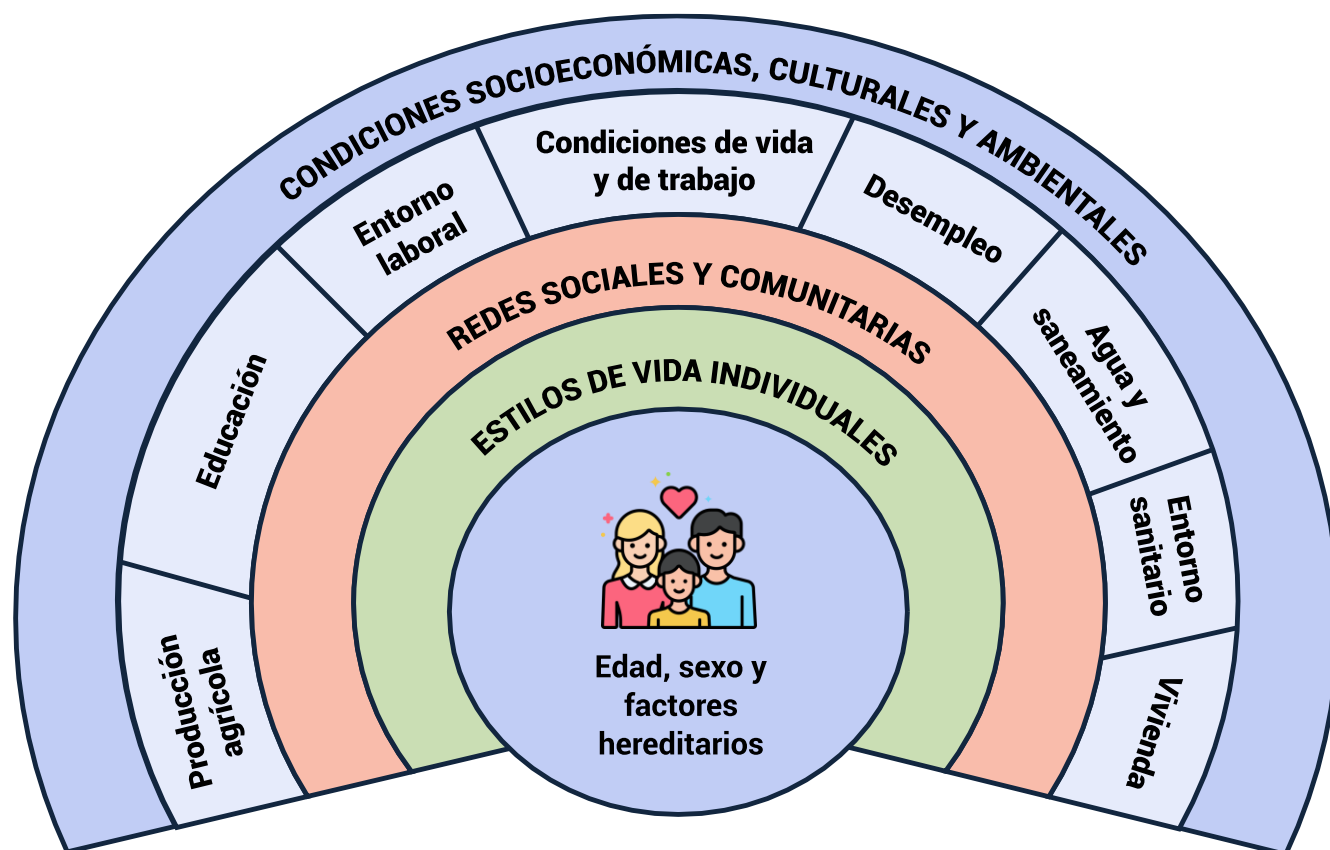 CONDICIONES SOCIOECONÓMICAS, CULTURALES Y AMBIENTALES
Producción
agrícola
Educación
Entorno
laboral
Condiciones de vida
y de trabajo
Desempleo
Agua y
saneamiento
Entorno
sanitario
Vivienda
REDES SOCIALES Y COMUNITARIAS
ESTILOS DE VIDA INDIVIDUALES
Edad, sexo y
factores
hereditarios